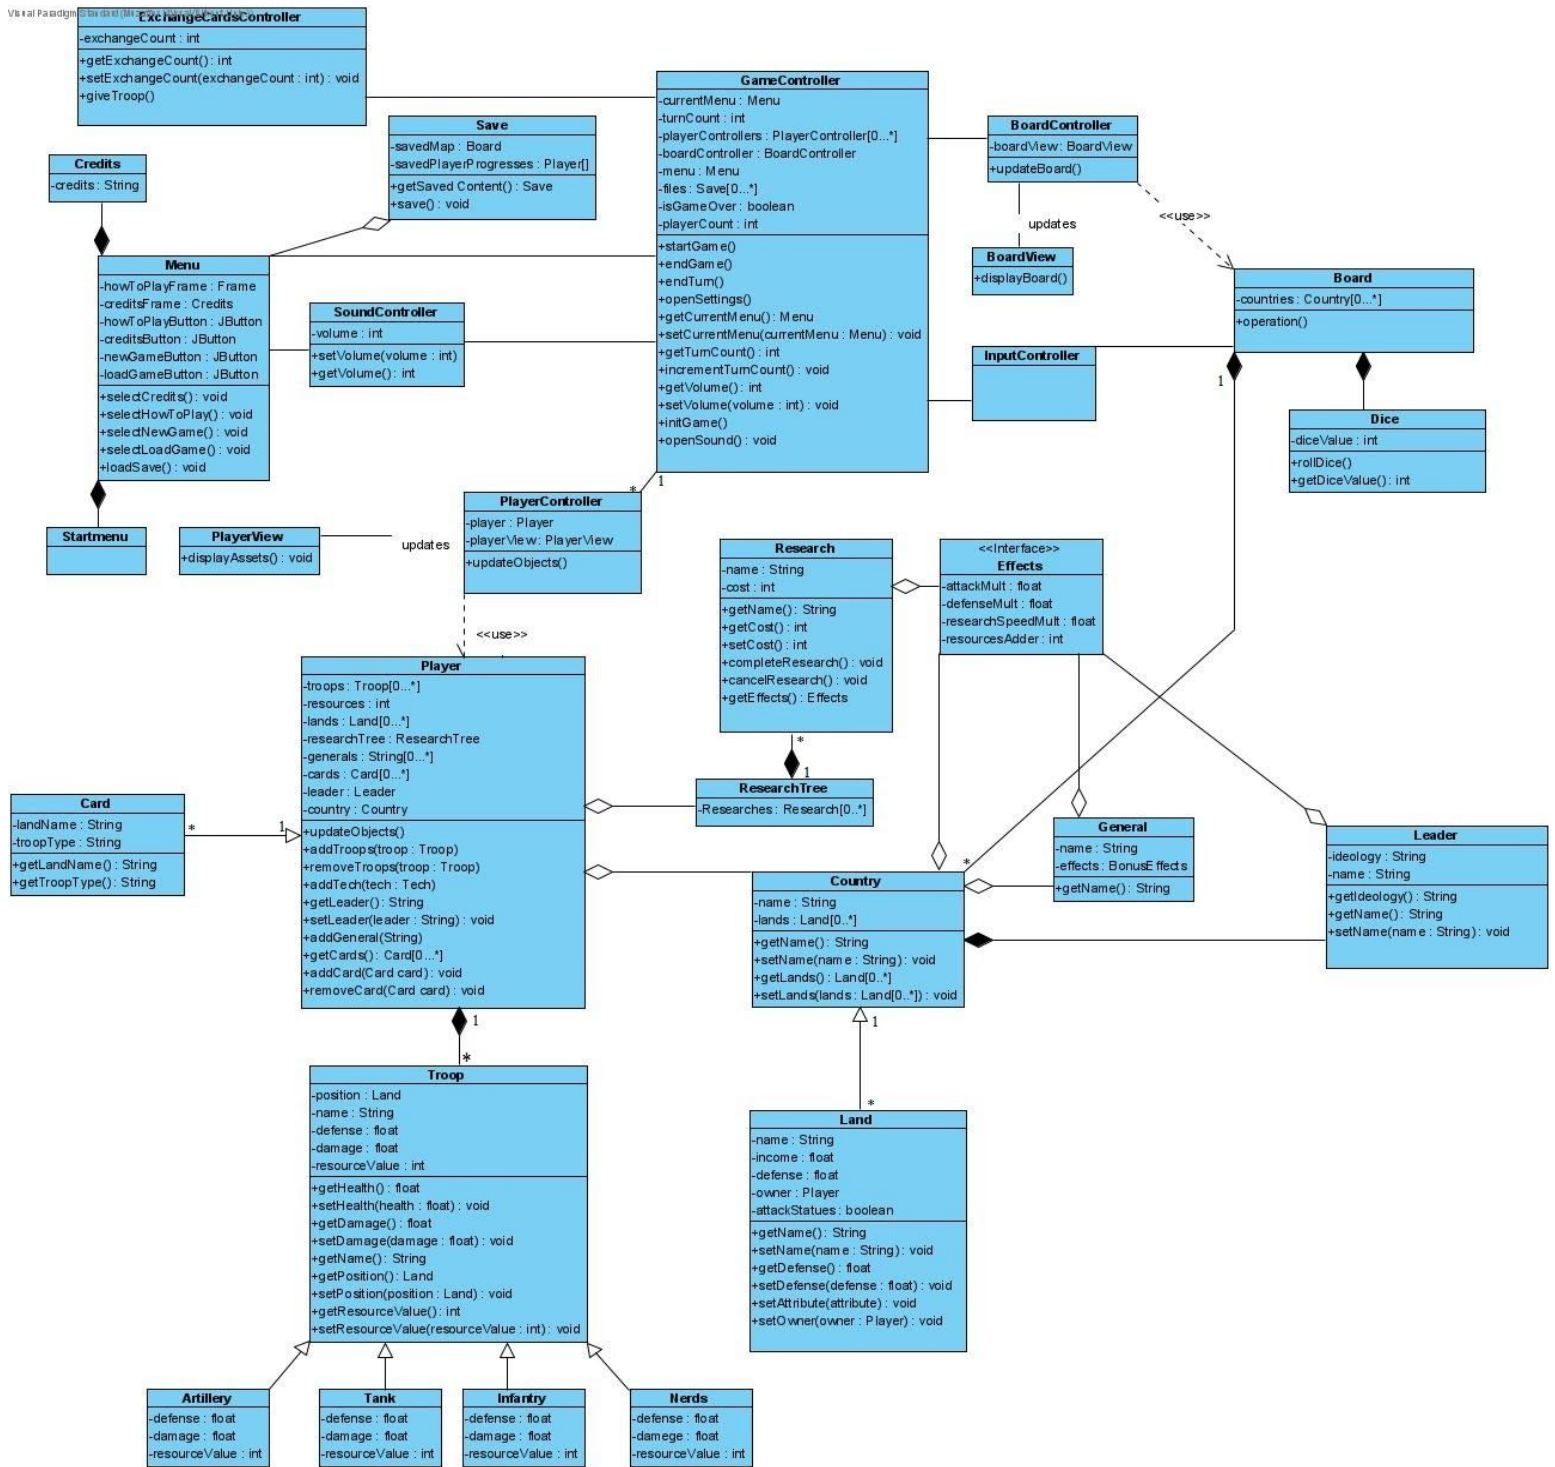 Visual Paradigm Standard
ExchangeCardsController
-exchangeCount : int
+getExchangeCount() : int
+setExchangeCount(exchangeCount : int) : void
+giveTroop()
GameController
-currentMenu : Menu
-turnCount : int
-playerControllers : PlayerController[0...*]
-boardController : BoardController
-menu : Menu
-files : Save[0...*]
-isGameOver : boolean
-playerCount : int
+startGame()
+endGame()
+endTurn()
+openSettings()
+getCurrentMenu() : Menu
+setCurrentMenu(currentMenu : Menu) : void
+getTurnCount() : int
+incrementTurnCount() : void
+getVolume() : int
+setVolume(volume : int) : void
+initGame()
+openSound() : void
Save
-savedMap : Board
-savedPlayerProgresses : Player[]
+getSaved Content() : Save
+save() : void
BoardController
-boardView: BoardView
+updateBoard()
<<use>>
updates
BoardView
+displayBoard()
Credits
-credits : String
Menu
-howToPlayFrame : Frame
-creditsFrame : Credits
-howToPlayButton : JButton
-creditsButton : JButton
-newGameButton : JButton
-loadGameButton : JButton
+selectCredits() : void
+selectHowToPlay() : void
+selectNewGame() : void
+selectLoadGame() : void
+loadSave() : void
SoundController
-volume : int
+setVolume(volume : int)
+getVolume() : int
Board
-countries : Country[0...*]
+operation()
InputController
1
Dice
-diceValue : int
+rollDice()
+getDiceValue() : int
Startmenu
PlayerView
+displayAssets() : void
updates
* 1
PlayerController
-player : Player
-playerView: PlayerView
+updateObjects()
<<use>>
Research
-name : String
-cost : int
+getName() : String
+getCost() : int
+setCost() : int
+completeResearch() : void
+cancelResearch() : void
+getEffects() : Effects
* 1
<<Interface>>
Effects
-attackMult : float
-defenseMult : float
-researchSpeedMult : float
-resourcesAdder : int
Player
-troops : Troop[0...*]
-resources : int
-lands : Land[0...*]
-researchTree : ResearchTree
-generals : String[0...*]
-cards : Card[0...*]
-leader : Leader
-country : Country
+updateObjects()
+addTroops(troop : Troop)
+removeTroops(troop : Troop)
+addTech(tech : Tech)
+getLeader() : String
+setLeader(leader : String) : void
+addGeneral(String)
+getCards() : Card[0...*]
+addCard(Card card) : void
+removeCard(Card card) : void
ResearchTree
-Researches : Research[0..*]
Card
-landName : String
-troopType : String
+getLandName() : String
+getTroopType() : String
* 1
General
-name : String
-effects : BonusEffects
+getName() : String
Leader
-ideology : String
-name : String
+getIdeology() : String
+getName() : String
+setName(name : String) : void
*
Country
-name : String
-lands : Land[0..*]
+getName() : String
+setName(name : String) : void
+getLands() : Land[0..*]
+setLands(lands : Land[0..*]) : void
1
*
1
*
Troop
-position : Land
-name : String
-defense : float
-damage : float
-resourceValue : int
+getHealth() : float
+setHealth(health : float) : void
+getDamage() : float
+setDamage(damage : float) : void
+getName() : String
+getPosition() : Land
+setPosition(position : Land) : void
+getResourceValue() : int
+setResourceValue(resourceValue : int) : void
Land
-name : String
-income : float
-defense : float
-owner : Player
-attackStatues : boolean
+getName() : String
+setName(name : String) : void
+getDefense() : float
+setDefense(defense : float) : void
+setAttribute(attribute) : void
+setOwner(owner : Player) : void
Artillery
-defense : float
-damage : float
-resourceValue : int
Tank
-defense : float
-damage : float
-resourceValue : int
Infantry
-defense : float
-damage : float
-resourceValue : int
Nerds
-defense : float
-damege : float
-resourceValue : int